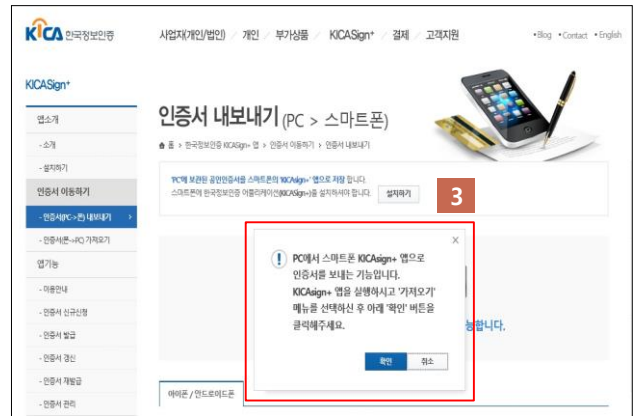 KICA 한국정보인증
사업자(개인/법인) / 개인 / 부가상품 / KICASign+ / 결제 / 고객지원
•Blog •Contact •English
KICASign+
앱소개
- 소개
- 설치하기
인증서 이동하기
- 인증서(PC->폰) 내보내기 >
- 인증서(폰->PC) 가져오기
앱기능
- 이용안내
- 인증서 신규신청
- 인증서 발급
- 인증서 갱신
- 인증서 재발급
- 인증서 관리
인증서 내보내기 (PC > 스마트폰)
홈 > 한국정보인증 KICASign+ 앱 > 인증서 이동하기 > 인증서 내보내기
'PC'에 보관된 공인인증서를 스마트폰의 'KICAsign+' 앱으로 저장 합니다.
스마트폰에 한국정보인증 어플리케이션(KICASign+)을 설치하셔야 합니다.
설치하기
3
X
! PC에서 스마트폰 KICAsign+ 앱으로
인증서를 보내는 기능입니다.
KICAsign+ 앱을 실행하시고 '가져오기'
메뉴를 선택하신 후 아래 '확인' 버튼을
클릭해주세요.
확인 취소
능합니다.
아이폰 / 안드로이드폰